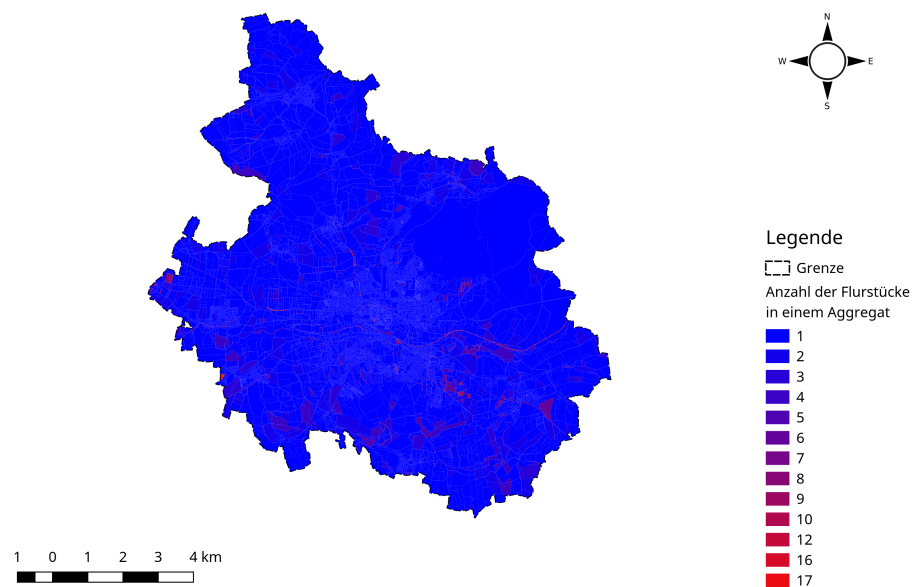 N
W E
S
Legende
Grenze
Anzahl der Flurstücke
in einem Aggregat
1
2
3
4
5
6
7
8
9
10
12
16
17
1 0 1 2 3 4 km